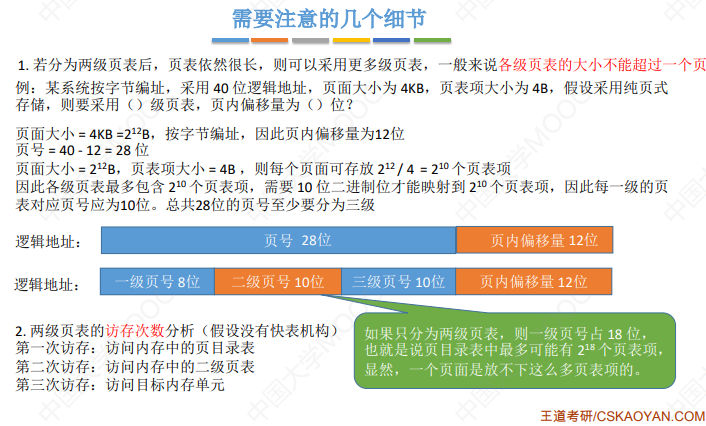 需要注意的几个细节
1. 若分为两级页表后，页表依然很长，则可以采用更多级页表，一般来说各级页表的大小不能超过一个页
例：某系统按字节编址，采用 40 位逻辑地址，页面大小为 4KB，页表项大小为 4B，假设采用纯页式
存储，则要采用（）级页表，页内偏移量为（）位？
页面大小 = 4KB =2¹²B，按字节编址，因此页内偏移量为12位
页号 = 40 - 12 = 28 位
页面大小 = 2¹²B，页表项大小 = 4B ，则每个页面可存放 2¹² / 4 = 2¹⁰ 个页表项
因此各级页表最多包含 2¹⁰ 个页表项，需要 10 位二进制位才能映射到 2¹⁰ 个页表项，因此每一级的页
表对应页号应为10位。总共28位的页号至少要分为三级
逻辑地址： 页号 28位 页内偏移量 12位
逻辑地址： 一级页号 8位 二级页号 10位 三级页号 10位 页内偏移量 12位
2. 两级页表的访存次数分析（假设没有快表机构）
第一次访存：访问内存中的页目录表
第二次访存：访问内存中的二级页表
第三次访存：访问目标内存单元
如果只分为两级页表，则一级页号占 18 位，
也就是说页目录表中最多可能有 2¹⁸ 个页表项，
显然，一个页面是放不下这么多页表项的。
王道考研/CSKAOYAN.COM
中国大学MOOC